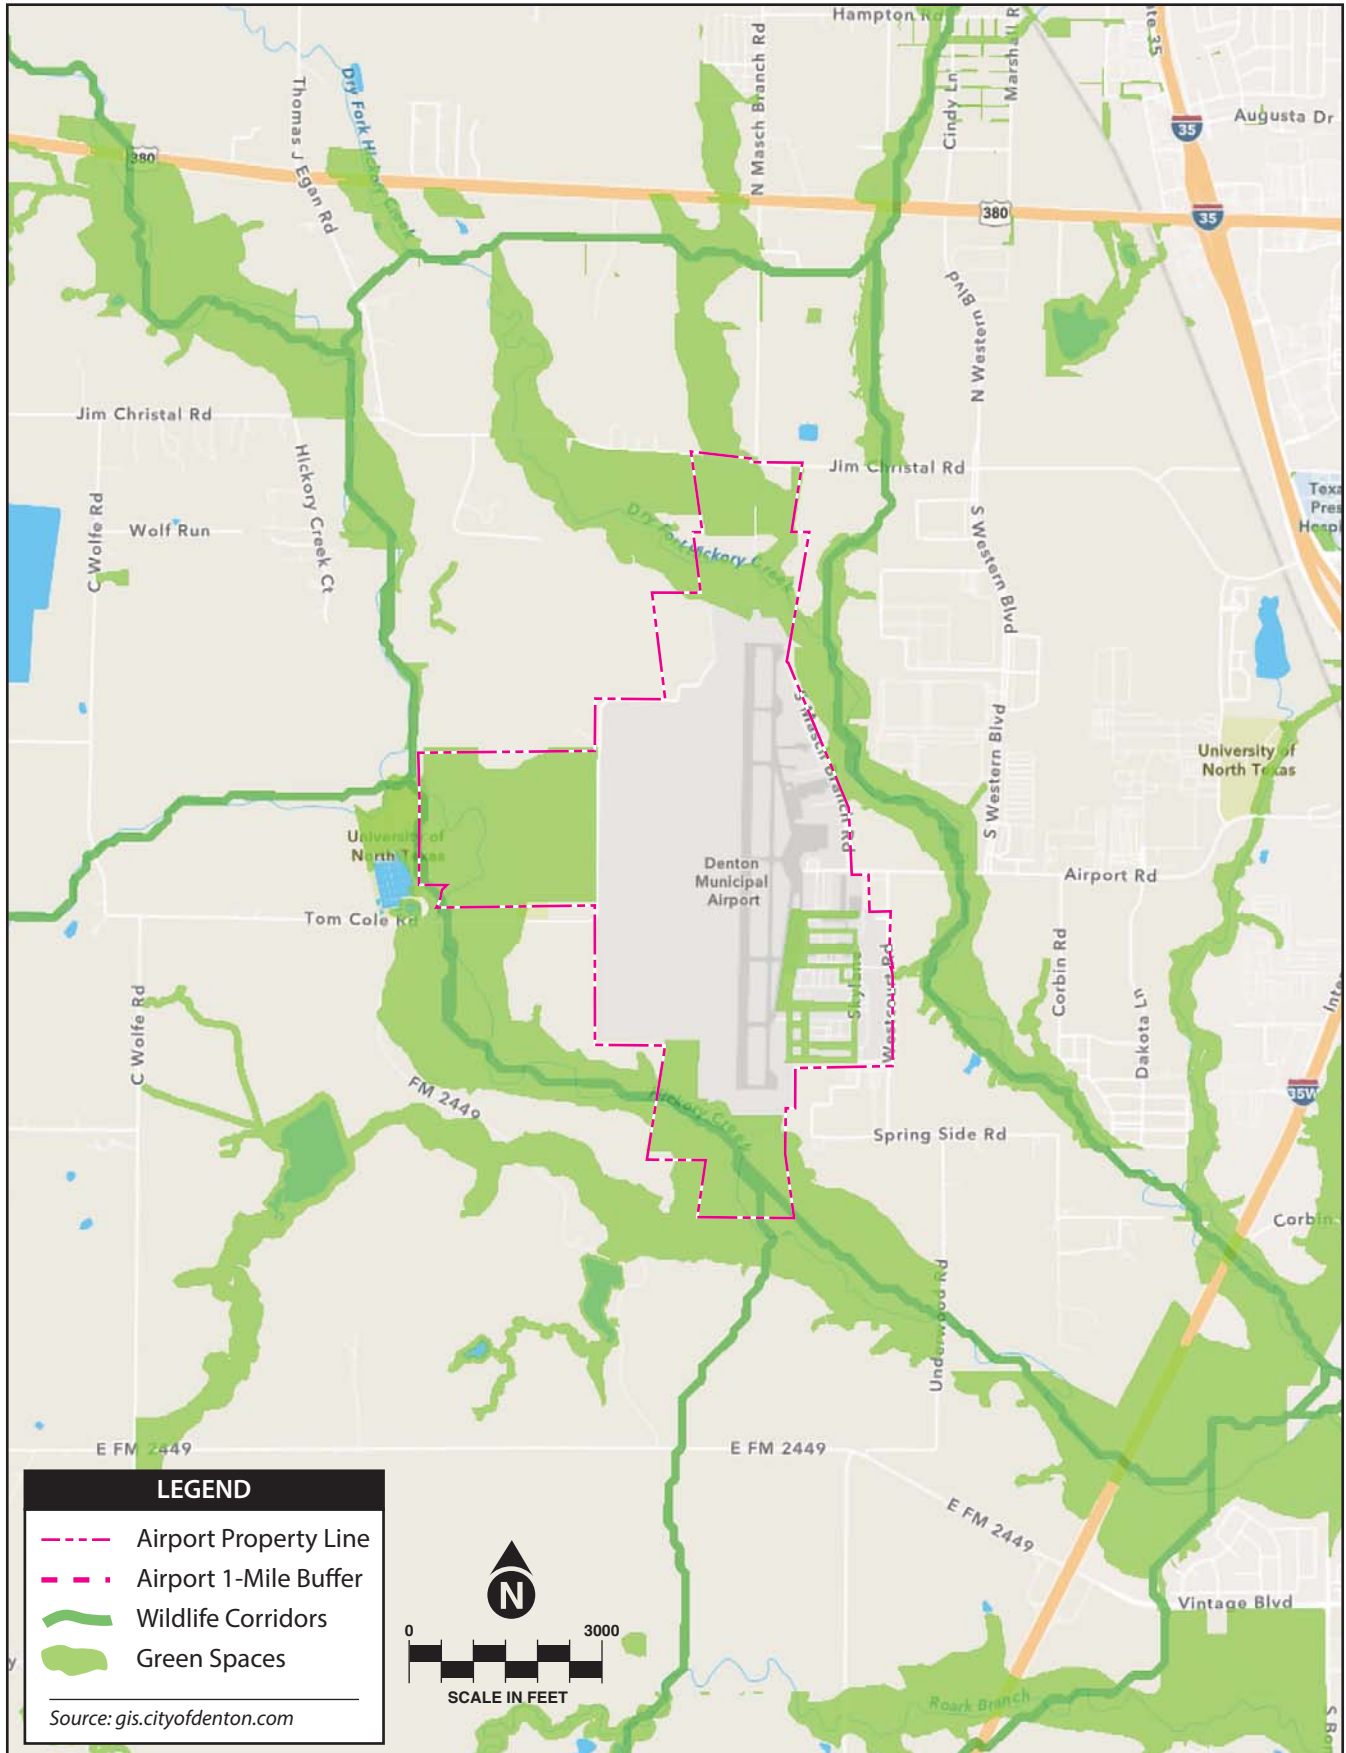 Hampton Rd
N Masch Branch Rd
Cindy Ln
Marshall R
te 35
Augusta Dr
35
Thomas J Egan Rd
Dry Fork Hickory Creek
380
380
35
N Western Blvd
Jim Christal Rd
Jim Christal Rd
Hickory Creek Ct
C Wolfe Rd
Wolf Run
Dry Fork Hickory Creek
S Western Blvd
Texa
Pres
Hospi
S Masch Branch Rd
S Western Blvd
University of
North Texas
University of
North Texas
Denton
Municipal
Airport
Airport Rd
Tom Cole Rd
Skylane
Westcourt Rd
Corbin Rd
Dakota Ln
Inte
C Wolfe Rd
FM 2449
Hickory Creek
35W
Spring Side Rd
Corbin
Underwood Rd
E FM 2449
E FM 2449
E FM 2449
Vintage Blvd
Roark Branch
S Bon
y
LEGEND
Airport Property Line
Airport 1-Mile Buffer
Wildlife Corridors
Green Spaces
Source: gis.cityofdenton.com
N
0 3000
SCALE IN FEET